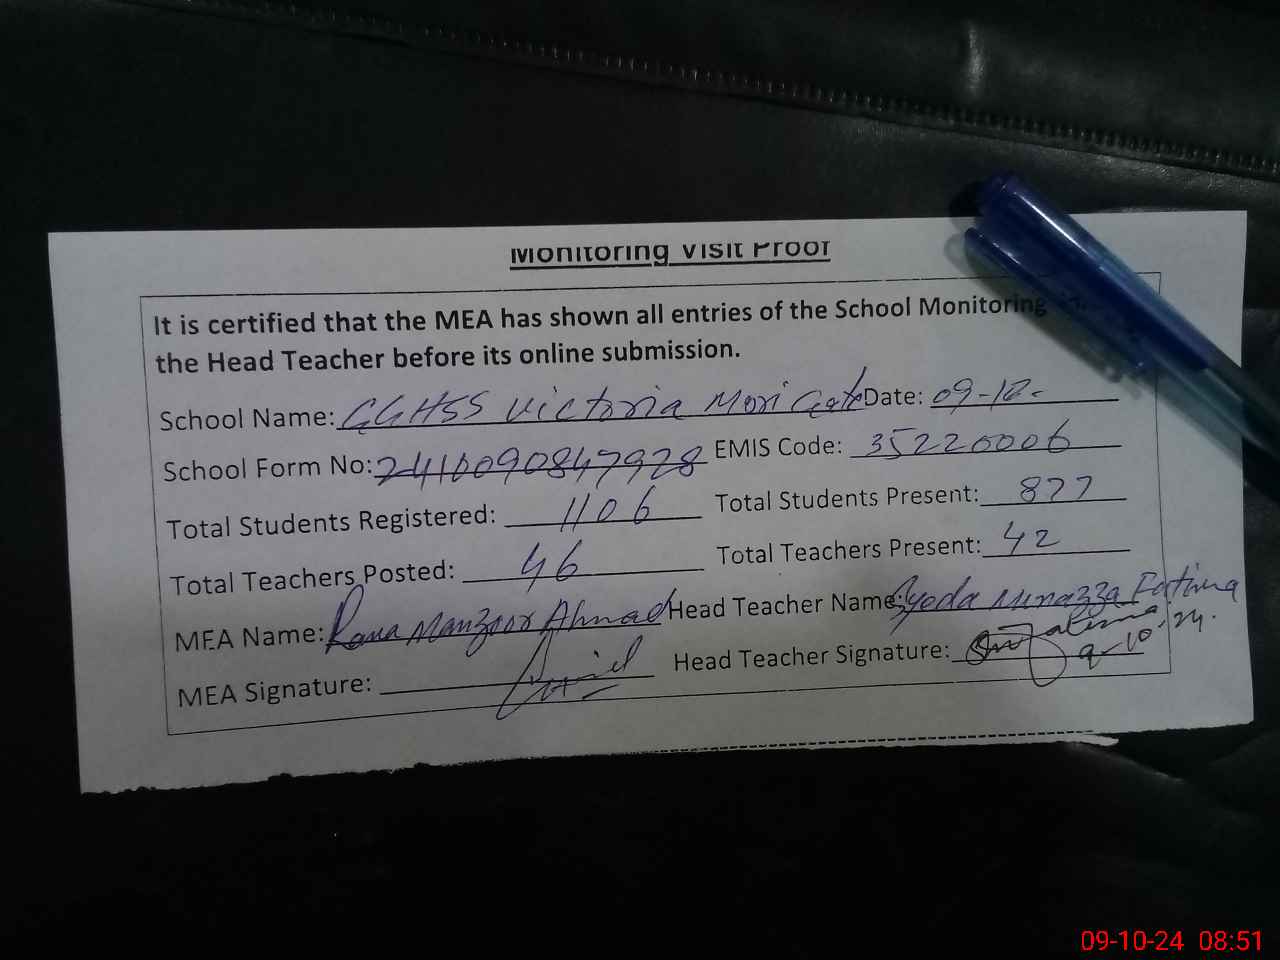 Monitoring Visit Proof
It is certified that the MEA has shown all entries of the School Monitoring
the Head Teacher before its online submission.
School Name: GGHSS Victoria Mori Gate Date: 09-10-
School Form No: 2410090847928 EMIS Code: 35220006
Total Students Registered: 1106 Total Students Present: 877
Total Teachers Posted: 46 Total Teachers Present: 42
MEA Name: Rana Manzoor Ahmad Head Teacher Name: Syeda Munazza Fatima
MEA Signature: Head Teacher Signature: 9-10-24.
09-10-24 08:51